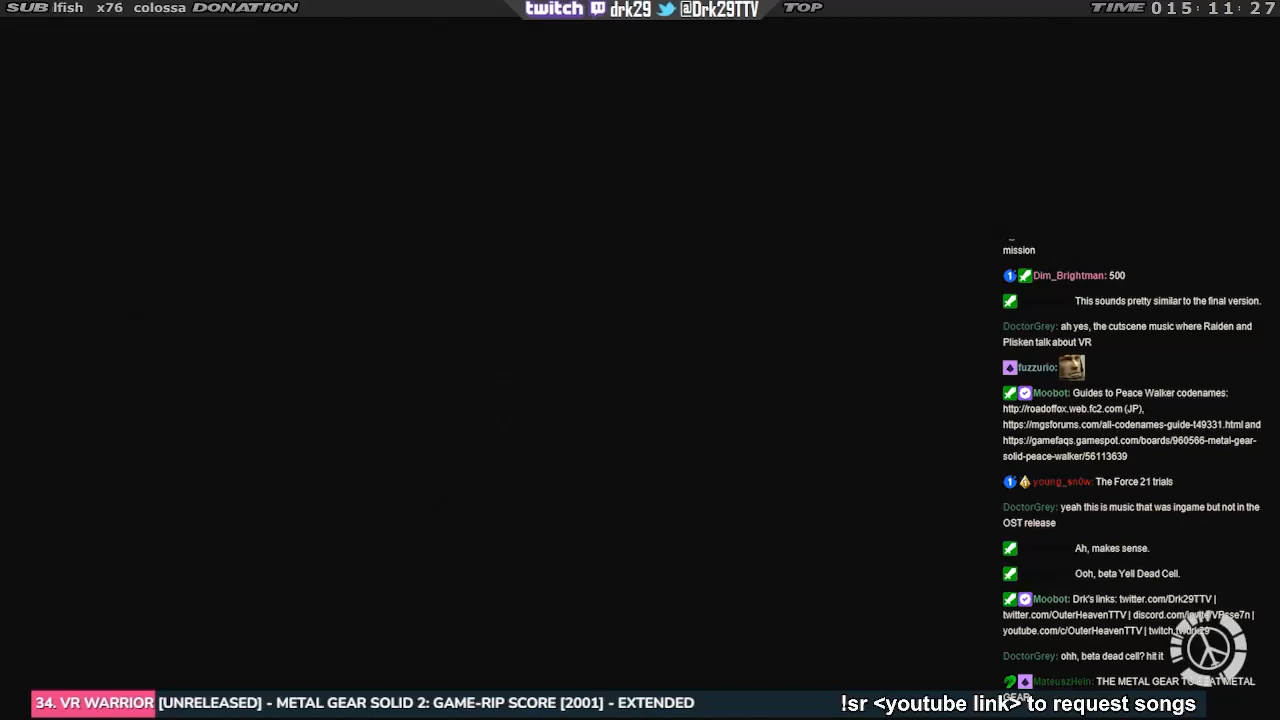 SUB lfish x76 colossa DONATION twitch drk29 @Drk29TTV TOP TIME 015:11:27
mission
Dim_Brightman: 500
This sounds pretty similar to the final version.
DoctorGrey: ah yes, the cutscene music where Raiden and
Plisken talk about VR
fuzzurio:
Moobot: Guides to Peace Walker codenames:
http://roadoffox.web.fc2.com (JP),
https://mgsforums.com/all-codenames-guide-t49331.html and
https://gamefaqs.gamespot.com/boards/960566-metal-gear-
solid-peace-walker/56113639
young_sn0w: The Force 21 trials
DoctorGrey: yeah this is music that was ingame but not in the
OST release
Ah, makes sense.
Ooh, beta Yell Dead Cell.
Moobot: Drk's links: twitter.com/Drk29TTV |
twitter.com/OuterHeavenTTV |
youtube.com/c/OuterHeavenTTV |
DoctorGrey: ohh, beta dead cell? hit it
MateuszHeln: THE METAL GEAR TO BEAT METAL
GEAR
34. VR WARRIOR [UNRELEASED] - METAL GEAR SOLID 2: GAME-RIP SCORE [2001] - EXTENDED
!sr <youtube link> to request songs